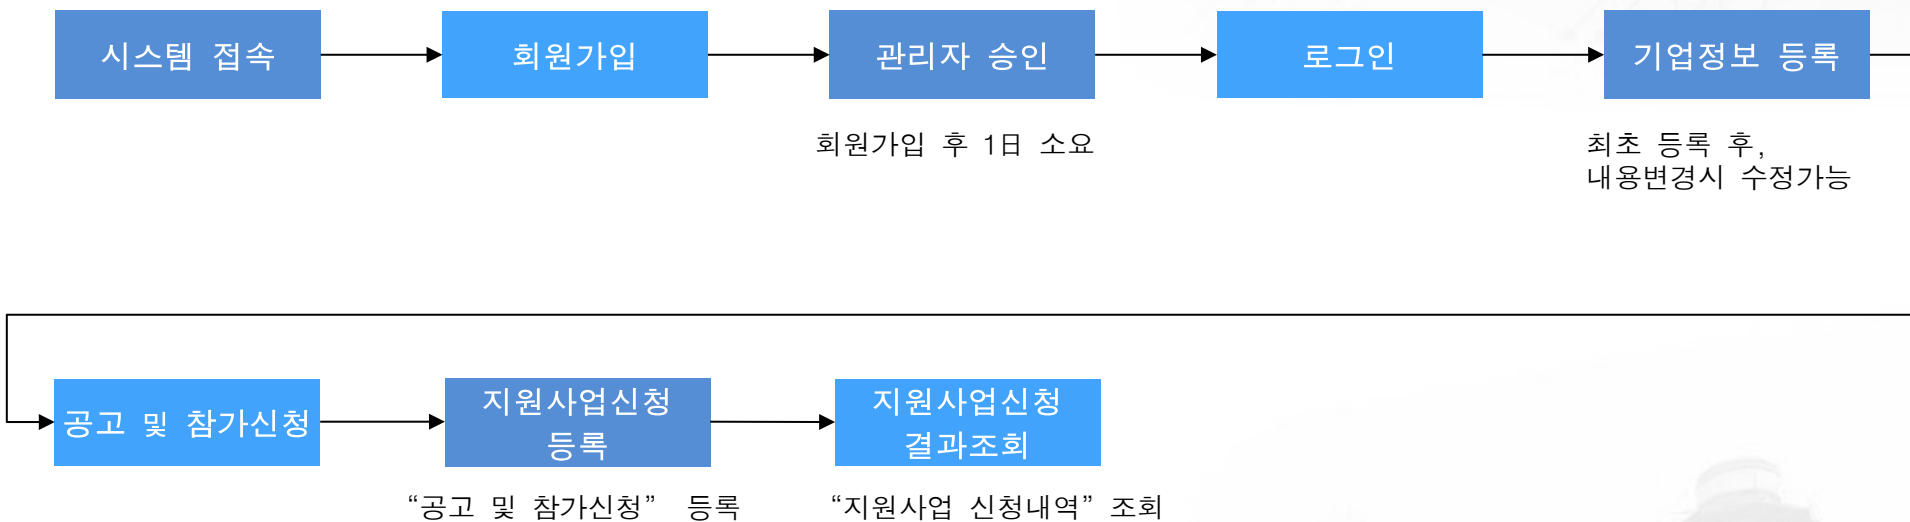 시스템 접속
회원가입
관리자 승인
로그인
기업정보 등록
회원가입 후 1日 소요
최초 등록 후,
내용변경시 수정가능
공고 및 참가신청
지원사업신청
등록
지원사업신청
결과조회
“공고 및 참가신청” 등록
“지원사업 신청내역” 조회